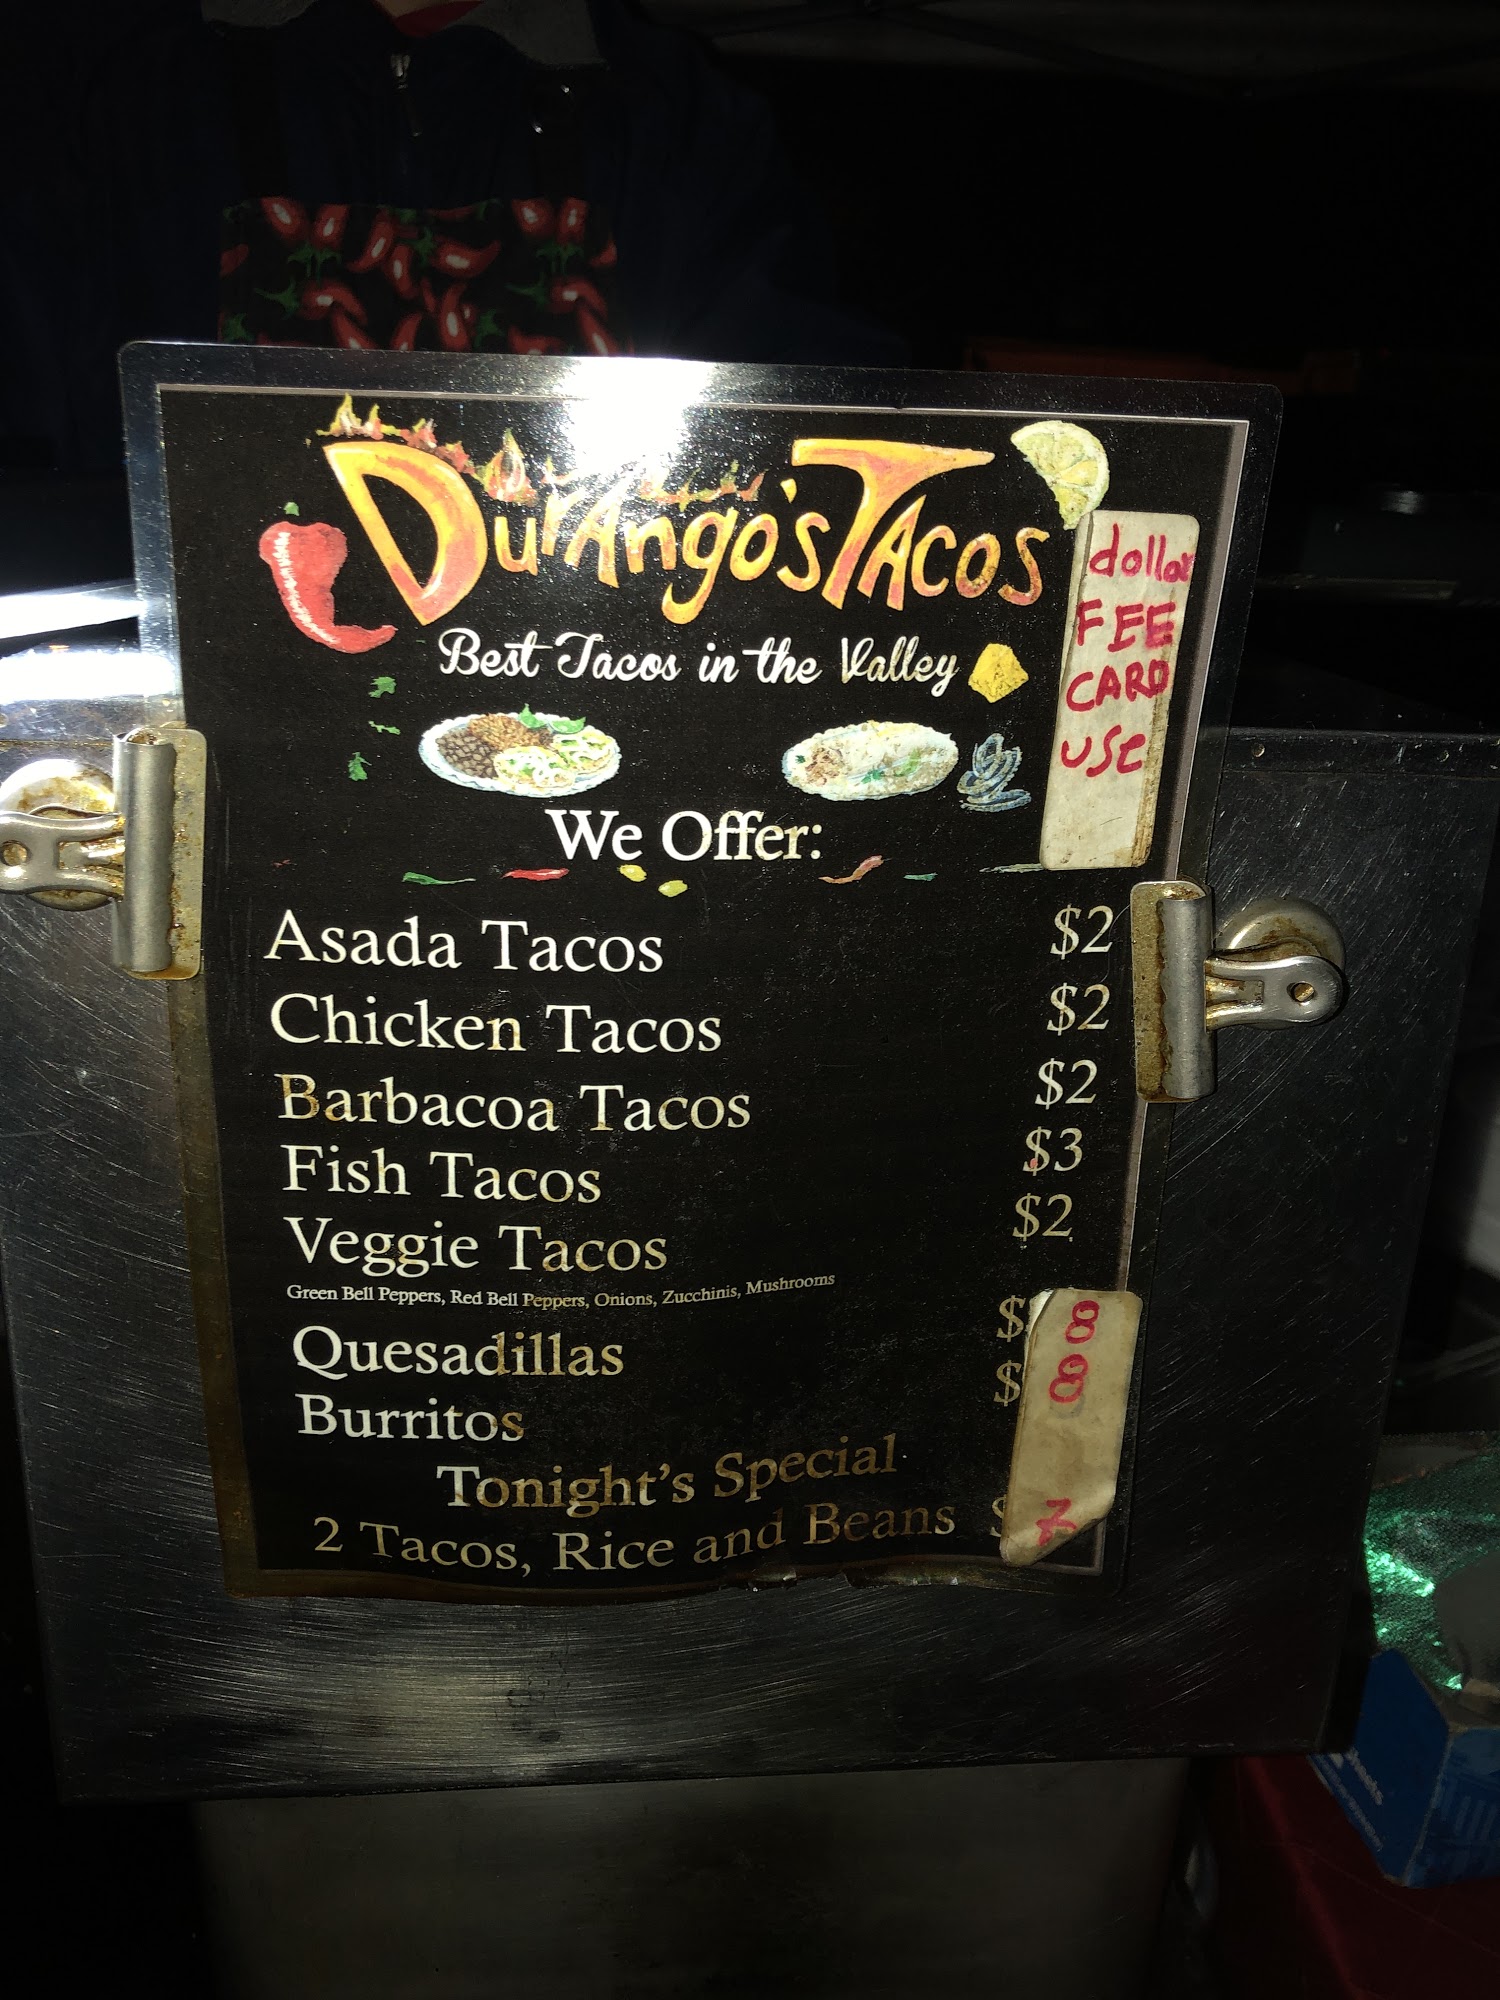 Durango's Tacos
Best Tacos in the Valley
dollar
FEE
CARD
USE
We Offer:
Asada Tacos $2
Chicken Tacos $2
Barbacoa Tacos $2
Fish Tacos $3
Veggie Tacos $2
Green Bell Peppers, Red Bell Peppers, Onions, Zucchinis, Mushrooms
Quesadillas $8
Burritos $8
Tonight's Special
2 Tacos, Rice and Beans $